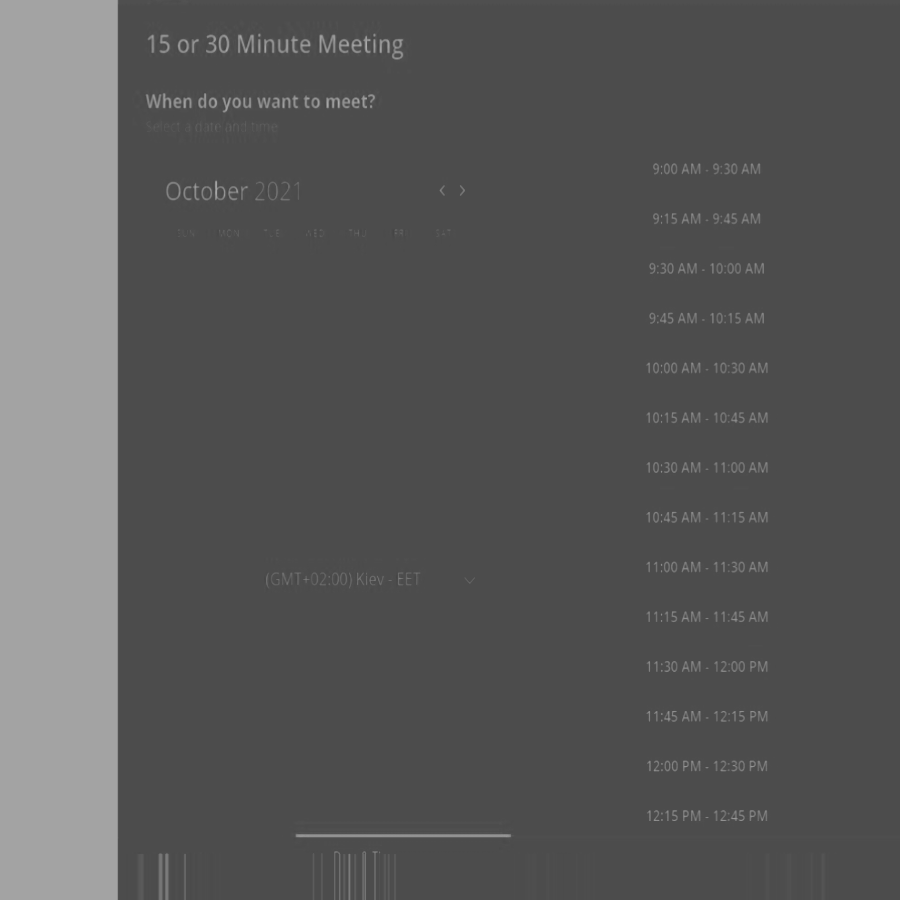 15 or 30 Minute Meeting
When do you want to meet?
Select a date and time
October 2021
SUN MON TUE WED THU FRI SAT
(GMT+02:00) Kiev - EET
9:00 AM - 9:30 AM
9:15 AM - 9:45 AM
9:30 AM - 10:00 AM
9:45 AM - 10:15 AM
10:00 AM - 10:30 AM
10:15 AM - 10:45 AM
10:30 AM - 11:00 AM
10:45 AM - 11:15 AM
11:00 AM - 11:30 AM
11:15 AM - 11:45 AM
11:30 AM - 12:00 PM
11:45 AM - 12:15 PM
12:00 PM - 12:30 PM
12:15 PM - 12:45 PM